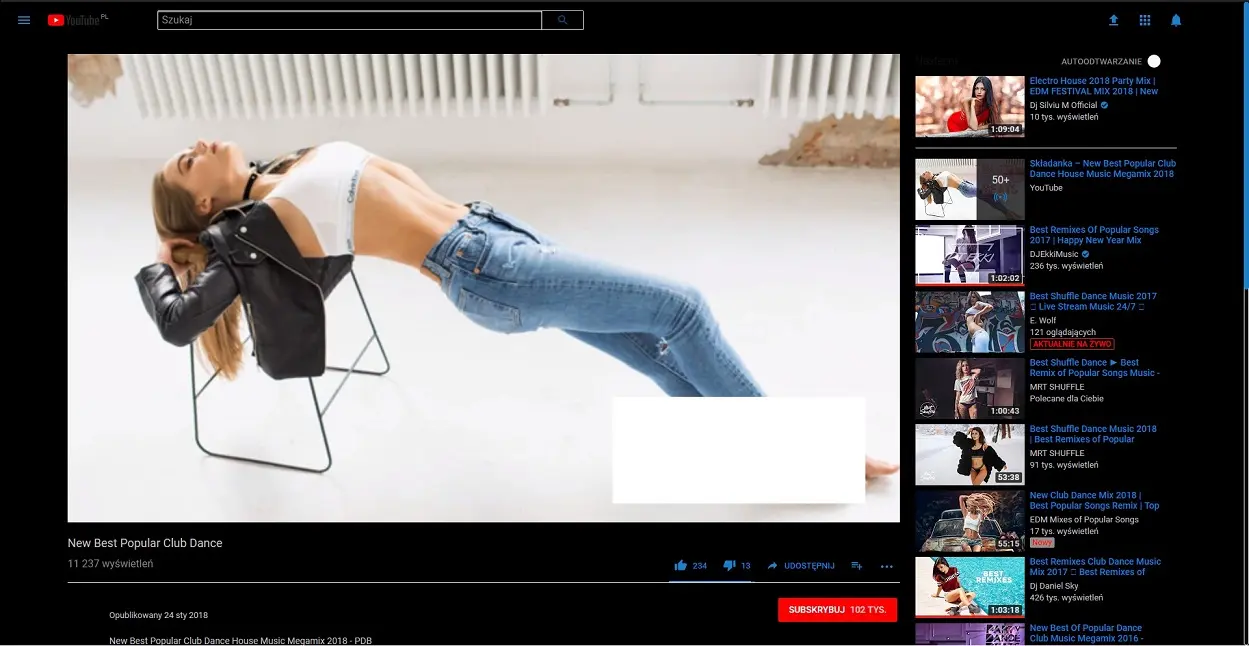 YouTube PL
Szukaj
Calvin Klein
New Best Popular Club Dance
11 237 wyświetleń
234
13
UDOSTĘPNIJ
SUBSKRYBUJ 102 TYS.
Opublikowany 24 sty 2018
New Best Popular Club Dance House Music Megamix 2018 - PDB
AUTOODTWARZANIE
1:09:04
Electro House 2018 Party Mix |
EDM FESTIVAL MIX 2018 | New
Dj Silviu M Official
10 tys. wyświetleń
50+
Składanka – New Best Popular Club
Dance House Music Megamix 2018
YouTube
1:02:02
Best Remixes Of Popular Songs
2017 | Happy New Year Mix
DJEkkiMusic
236 tys. wyświetleń
Best Shuffle Dance Music 2017
Live Stream Music 24/7
E. Wolf
121 oglądających
AKTUALNIE NA ŻYWO
1:00:43
Best Shuffle Dance ► Best
Remix of Popular Songs Music -
MRT SHUFFLE
Polecane dla Ciebie
53:38
Best Shuffle Dance Music 2018
| Best Remixes of Popular
MRT SHUFFLE
91 tys. wyświetleń
55:15
New Club Dance Mix 2018 |
Best Popular Songs Remix | Top
EDM Mixes of Popular Songs
17 tys. wyświetleń
Nowy
BEST
REMIXES
1:03:18
Best Remixes Club Dance Music
Mix 2017 Best Remixes of
Dj Daniel Sky
426 tys. wyświetleń
PARTY
DANCE
New Best Of Popular Dance
Club Music Megamix 2016 -